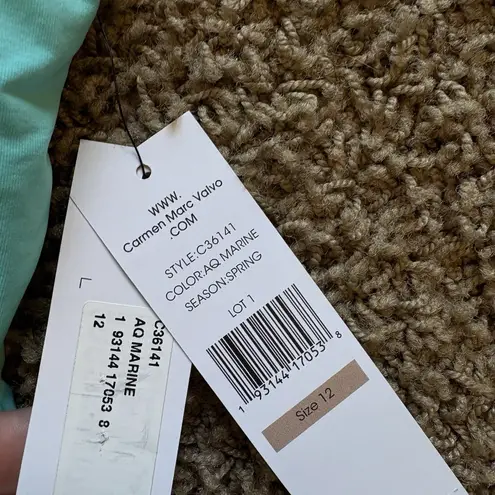 WWW.
Carmen Marc Valvo
.COM
STYLE:C36141
COLOR:AQ.MARINE
SEASON:SPRING
LOT 1
1 93144 17053 8
Size 12
C36141
AQ MARINE
1 93144 17053 8
12